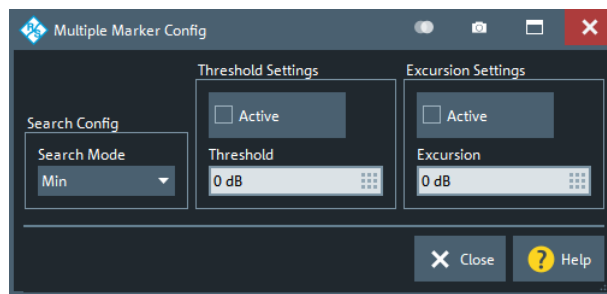 R&S Multiple Marker Config
Threshold Settings
Excursion Settings
Active
Active
Search Config
Search Mode
Threshold
Excursion
Min
0 dB
0 dB
Close
? Help